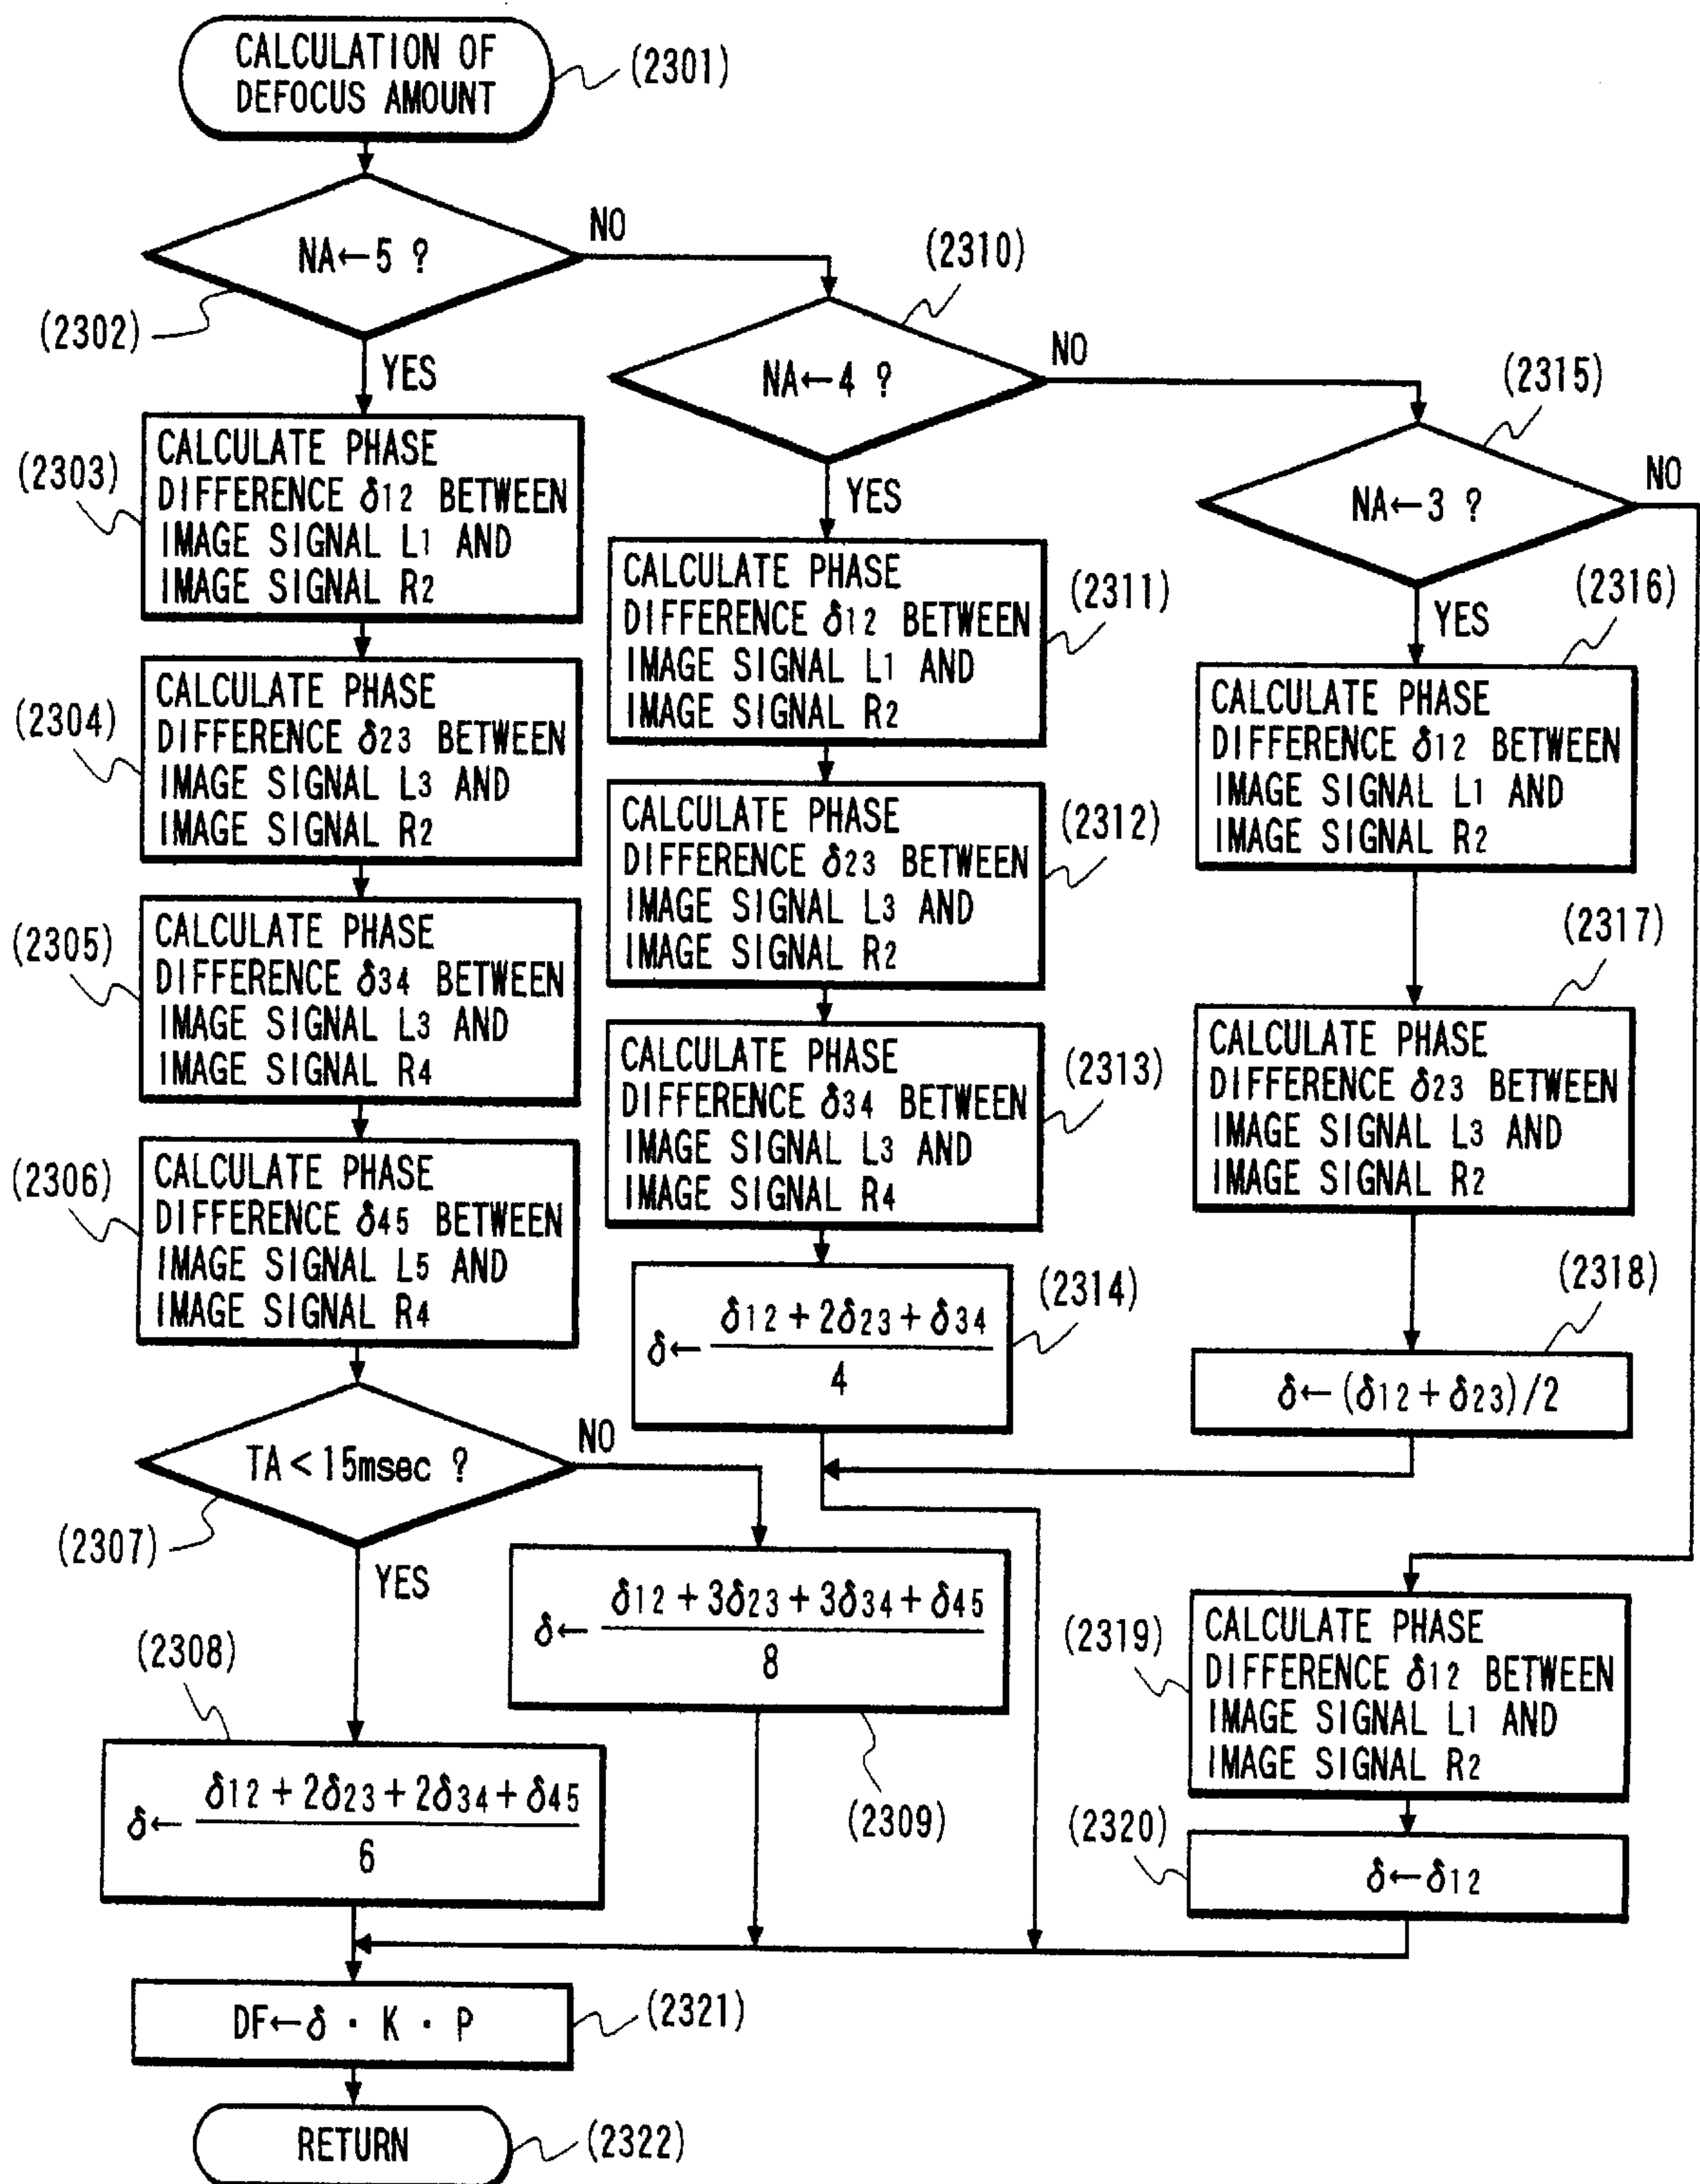 CALCULATION OF
DEFOCUS AMOUNT
(2301)
NA←5 ?
(2302)
NO
YES
CALCULATE PHASE
DIFFERENCE δ12 BETWEEN
IMAGE SIGNAL L1 AND
IMAGE SIGNAL R2
(2303)
CALCULATE PHASE
DIFFERENCE δ23 BETWEEN
IMAGE SIGNAL L3 AND
IMAGE SIGNAL R2
(2304)
CALCULATE PHASE
DIFFERENCE δ34 BETWEEN
IMAGE SIGNAL L3 AND
IMAGE SIGNAL R4
(2305)
CALCULATE PHASE
DIFFERENCE δ45 BETWEEN
IMAGE SIGNAL L5 AND
IMAGE SIGNAL R4
(2306)
TA<15msec ?
(2307)
NO
YES
(2308)
δ12+2δ23+2δ34+δ45
δ←
6
δ12+3δ23+3δ34+δ45
δ←
8
(2309)
(2310)
NA←4 ?
NO
YES
CALCULATE PHASE
DIFFERENCE δ12 BETWEEN
IMAGE SIGNAL L1 AND
IMAGE SIGNAL R2
(2311)
CALCULATE PHASE
DIFFERENCE δ23 BETWEEN
IMAGE SIGNAL L3 AND
IMAGE SIGNAL R2
(2312)
CALCULATE PHASE
DIFFERENCE δ34 BETWEEN
IMAGE SIGNAL L3 AND
IMAGE SIGNAL R4
(2313)
δ12+2δ23+δ34
δ←
4
(2314)
(2315)
NA←3 ?
NO
YES
(2316)
CALCULATE PHASE
DIFFERENCE δ12 BETWEEN
IMAGE SIGNAL L1 AND
IMAGE SIGNAL R2
(2317)
CALCULATE PHASE
DIFFERENCE δ23 BETWEEN
IMAGE SIGNAL L3 AND
IMAGE SIGNAL R2
(2318)
δ←(δ12+δ23)/2
(2319)
CALCULATE PHASE
DIFFERENCE δ12 BETWEEN
IMAGE SIGNAL L1 AND
IMAGE SIGNAL R2
(2320)
δ←δ12
DF←δ · K · P
(2321)
RETURN
(2322)